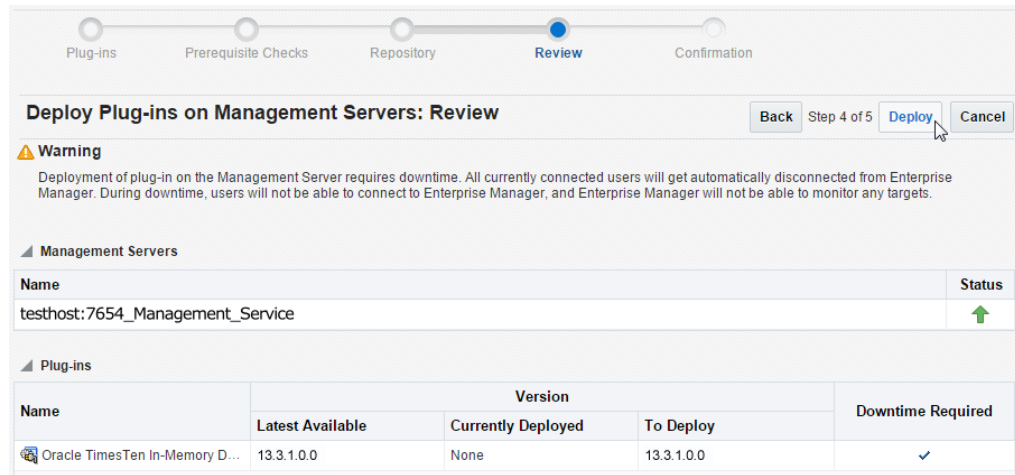 Plug-ins Prerequisite Checks Repository Review Confirmation
Deploy Plug-ins on Management Servers: Review Back Step 4 of 5 Deploy Cancel
Warning
Deployment of plug-in on the Management Server requires downtime. All currently connected users will get automatically disconnected from Enterprise
Manager. During downtime, users will not be able to connect to Enterprise Manager, and Enterprise Manager will not be able to monitor any targets.
Management Servers
Name Status
testhost:7654_Management_Service
Plug-ins
Name Version Downtime Required
Latest Available Currently Deployed To Deploy
Oracle TimesTen In-Memory D... 13.3.1.0.0 None 13.3.1.0.0